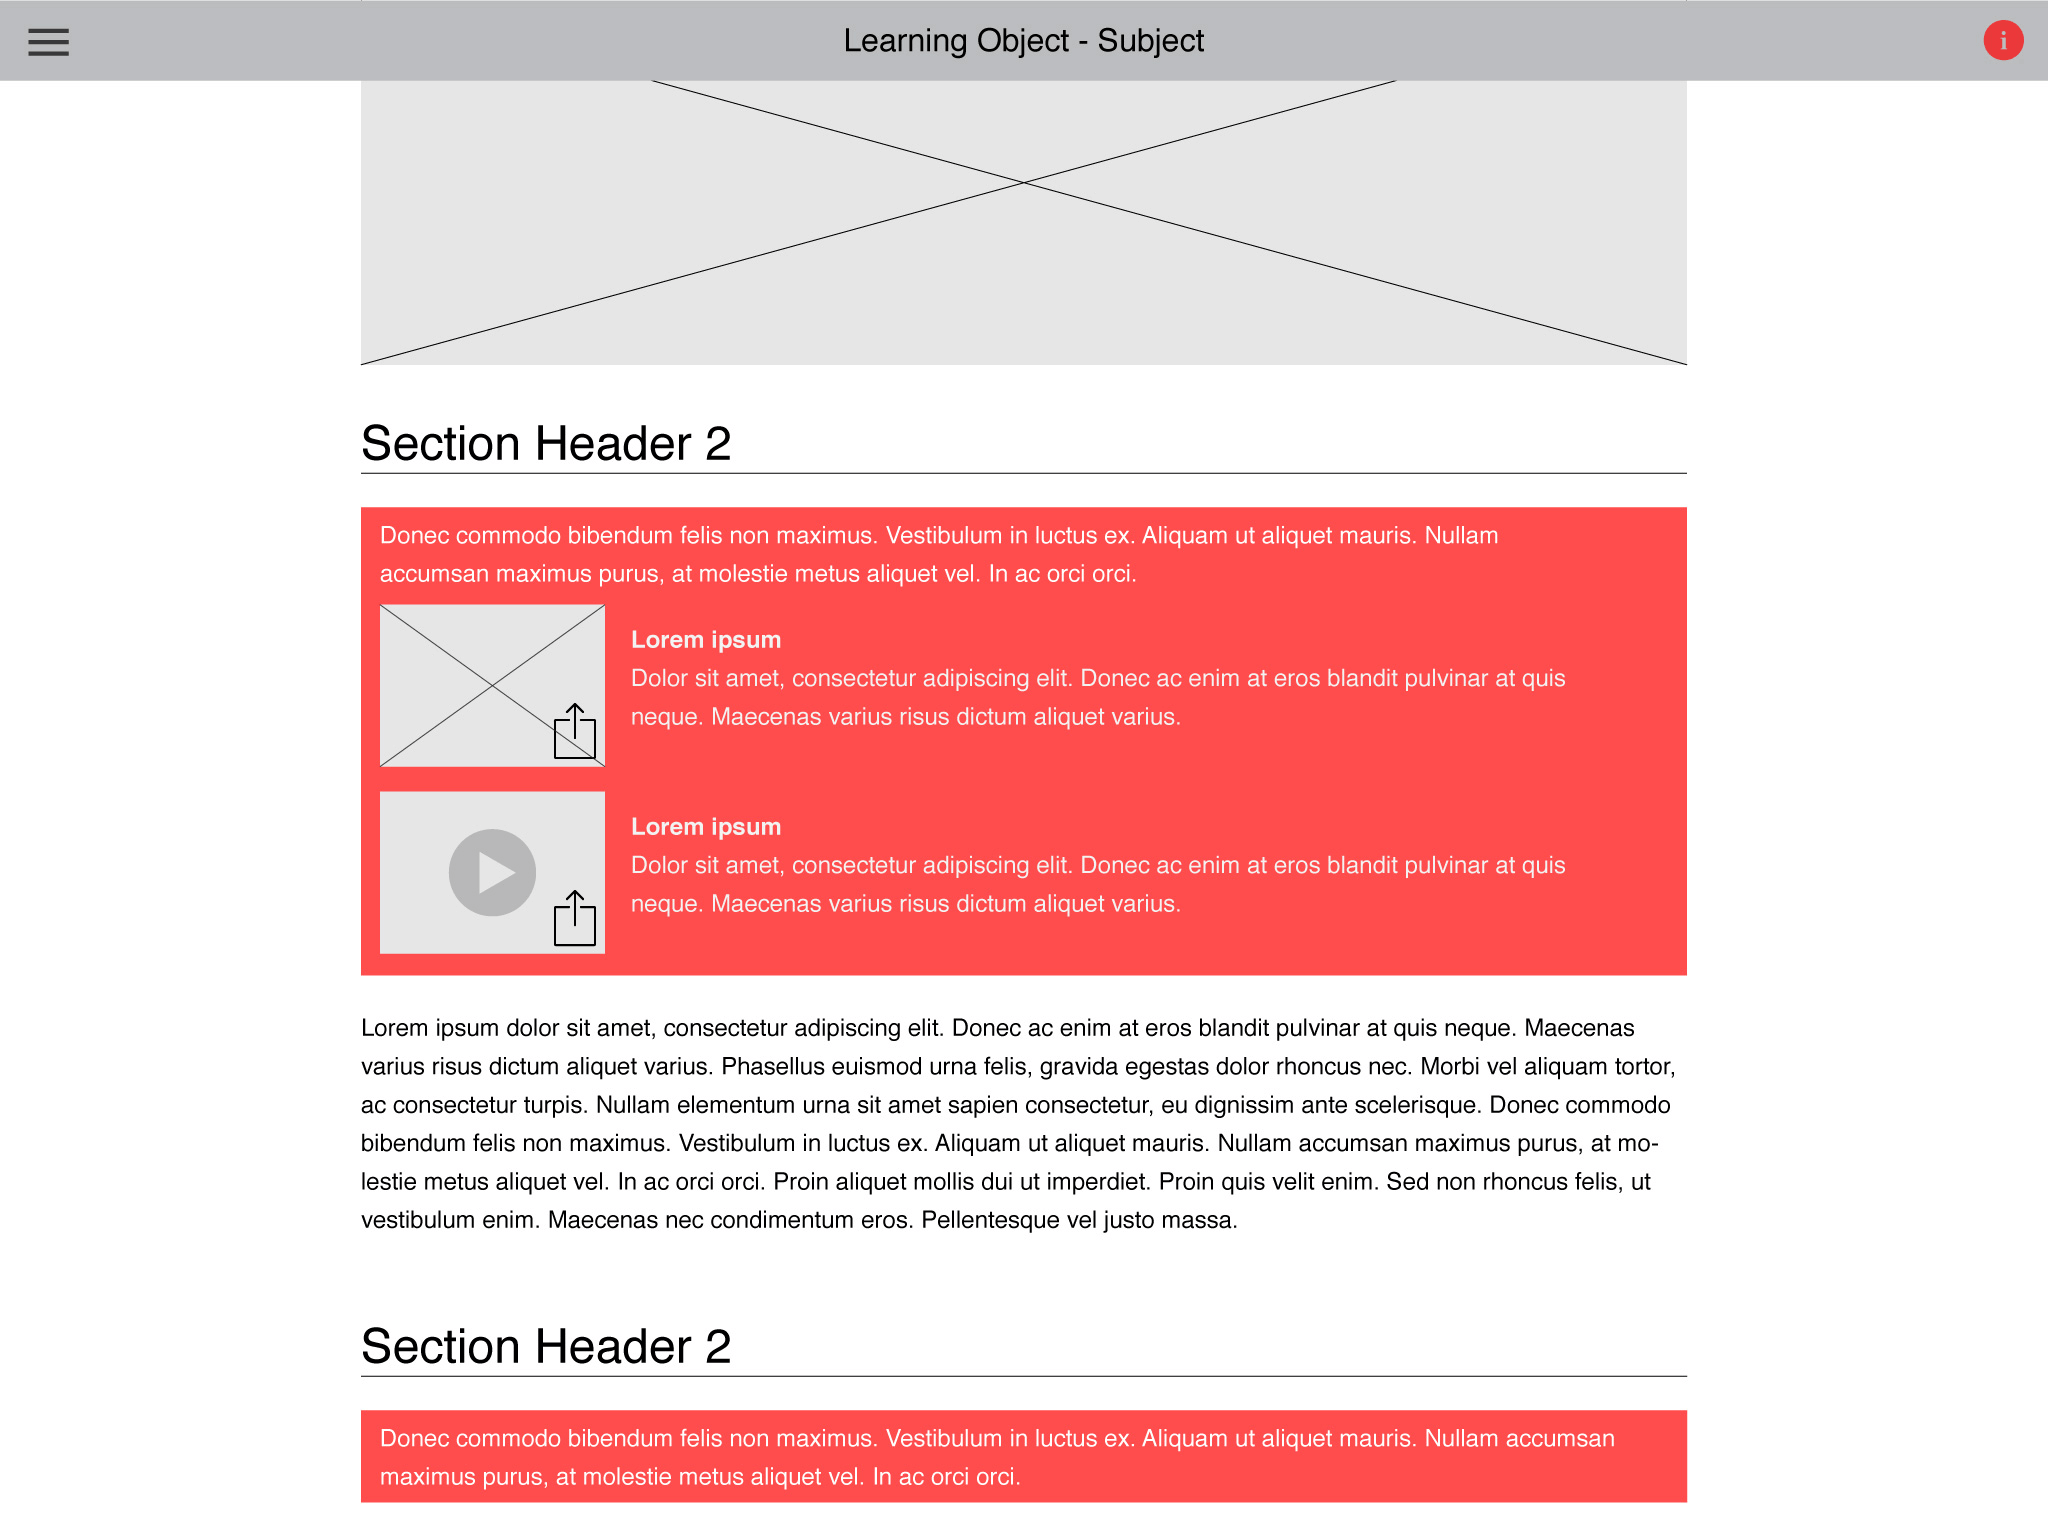 Learning Object - Subject
i
Section Header 2
Donec commodo bibendum felis non maximus. Vestibulum in luctus ex. Aliquam ut aliquet mauris. Nullam
accumsan maximus purus, at molestie metus aliquet vel. In ac orci orci.
Lorem ipsum
Dolor sit amet, consectetur adipiscing elit. Donec ac enim at eros blandit pulvinar at quis
neque. Maecenas varius risus dictum aliquet varius.
Lorem ipsum
Dolor sit amet, consectetur adipiscing elit. Donec ac enim at eros blandit pulvinar at quis
neque. Maecenas varius risus dictum aliquet varius.
Lorem ipsum dolor sit amet, consectetur adipiscing elit. Donec ac enim at eros blandit pulvinar at quis neque. Maecenas
varius risus dictum aliquet varius. Phasellus euismod urna felis, gravida egestas dolor rhoncus nec. Morbi vel aliquam tortor,
ac consectetur turpis. Nullam elementum urna sit amet sapien consectetur, eu dignissim ante scelerisque. Donec commodo
bibendum felis non maximus. Vestibulum in luctus ex. Aliquam ut aliquet mauris. Nullam accumsan maximus purus, at mo-
lestie metus aliquet vel. In ac orci orci. Proin aliquet mollis dui ut imperdiet. Proin quis velit enim. Sed non rhoncus felis, ut
vestibulum enim. Maecenas nec condimentum eros. Pellentesque vel justo massa.
Section Header 2
Donec commodo bibendum felis non maximus. Vestibulum in luctus ex. Aliquam ut aliquet mauris. Nullam accumsan
maximus purus, at molestie metus aliquet vel. In ac orci orci.